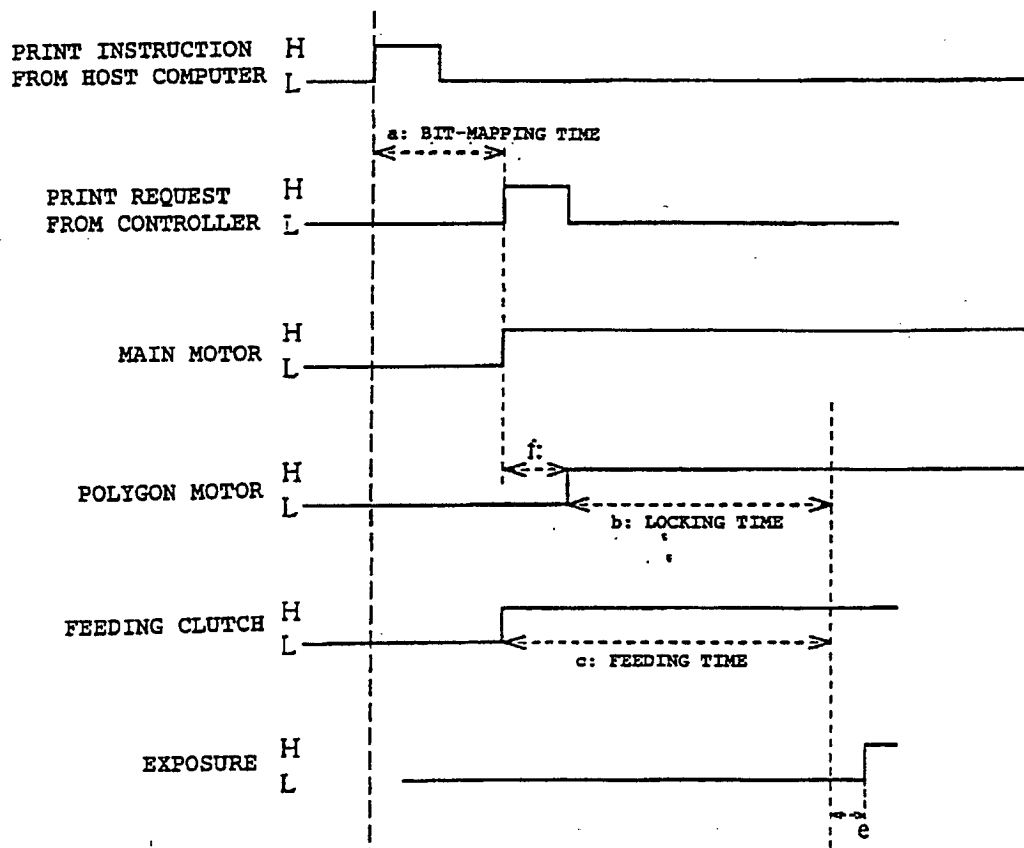 PRINT INSTRUCTION
FROM HOST COMPUTER
H
L
a: BIT-MAPPING TIME
PRINT REQUEST
FROM CONTROLLER
H
L
MAIN MOTOR
H
L
f:
POLYGON MOTOR
H
L
b: LOCKING TIME
FEEDING CLUTCH
H
L
c: FEEDING TIME
EXPOSURE
H
L
e